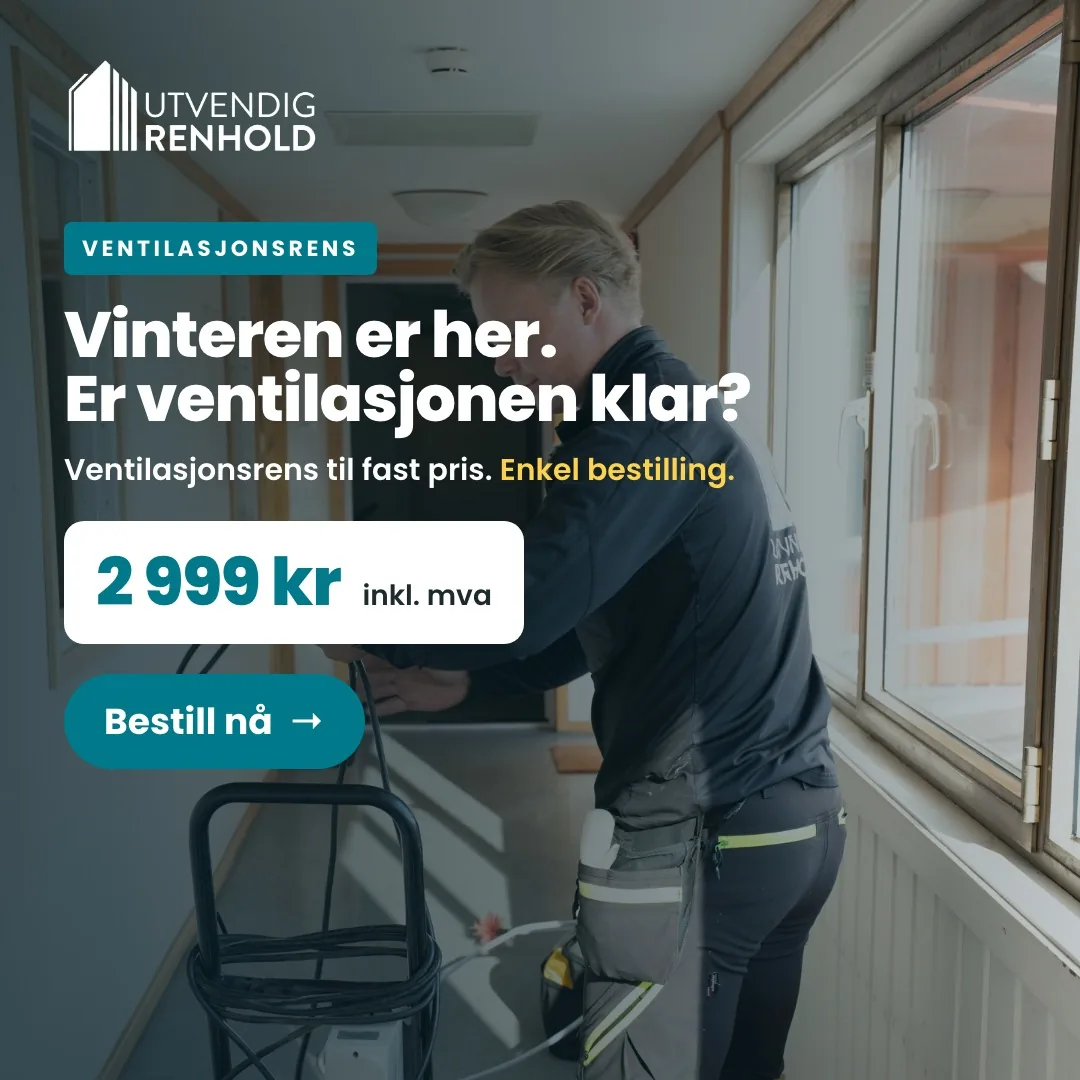 UTVENDIG
RENHOLD
VENTILASJONSRENS
Vinteren er her.
Er ventilasjonen klar?
Ventilasjonsrens til fast pris. Enkel bestilling.
2 999 kr inkl. mva
Bestill nå →